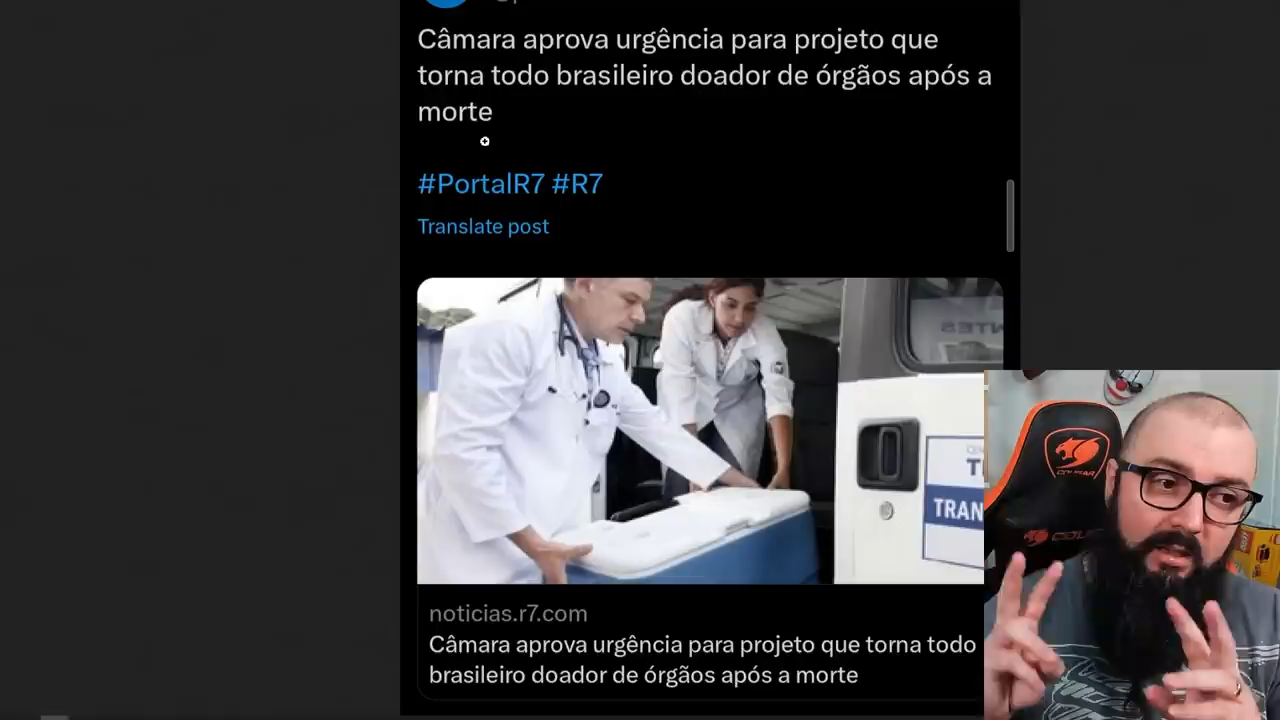 Câmara aprova urgência para projeto que
torna todo brasileiro doador de órgãos após a
morte
#PortalR7 #R7
Translate post
TRAN
noticias.r7.com
Câmara aprova urgência para projeto que torna todo
brasileiro doador de órgãos após a morte
COUGAR